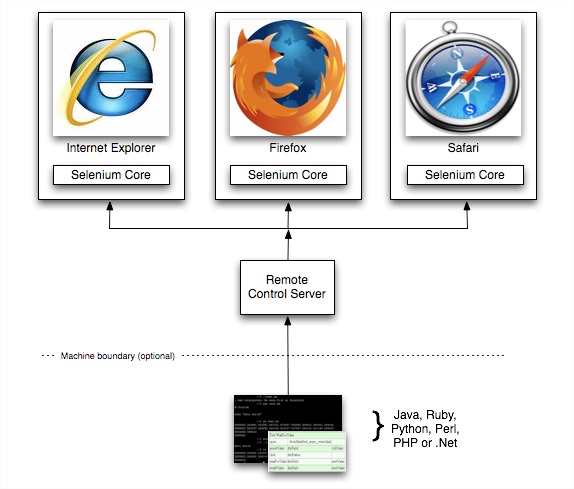 Internet Explorer
Firefox
Safari
Selenium Core
Selenium Core
Selenium Core
Remote
Control Server
Machine boundary (optional)
Java, Ruby,
Python, Perl,
PHP or .Net